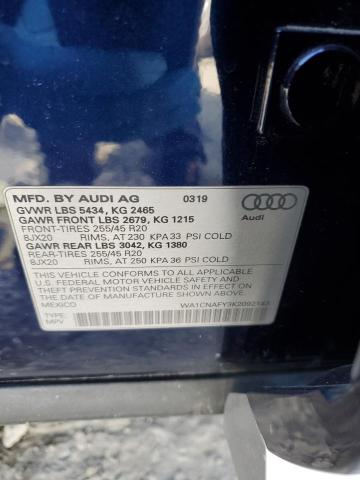 MFD. BY AUDI AG 0319
GVWR LBS 5434, KG 2465
GAWR FRONT LBS 2679, KG 1215
FRONT-TIRES 255/45 R20
8JX20 RIMS, AT 230 KPA 33 PSI COLD
GAWR REAR LBS 3042, KG 1380
REAR-TIRES 255/45 R20
8JX20 RIMS, AT 250 KPA 36 PSI COLD
THIS VEHICLE CONFORMS TO ALL APPLICABLE
U.S. FEDERAL MOTOR VEHICLE SAFETY
STANDARDS IN EFFECT ON THE
DATE OF MANUFACTURE SHOWN ABOVE.
MEXICO
WA1CNAFY3K2092143
TYPE:
MPV
Audi